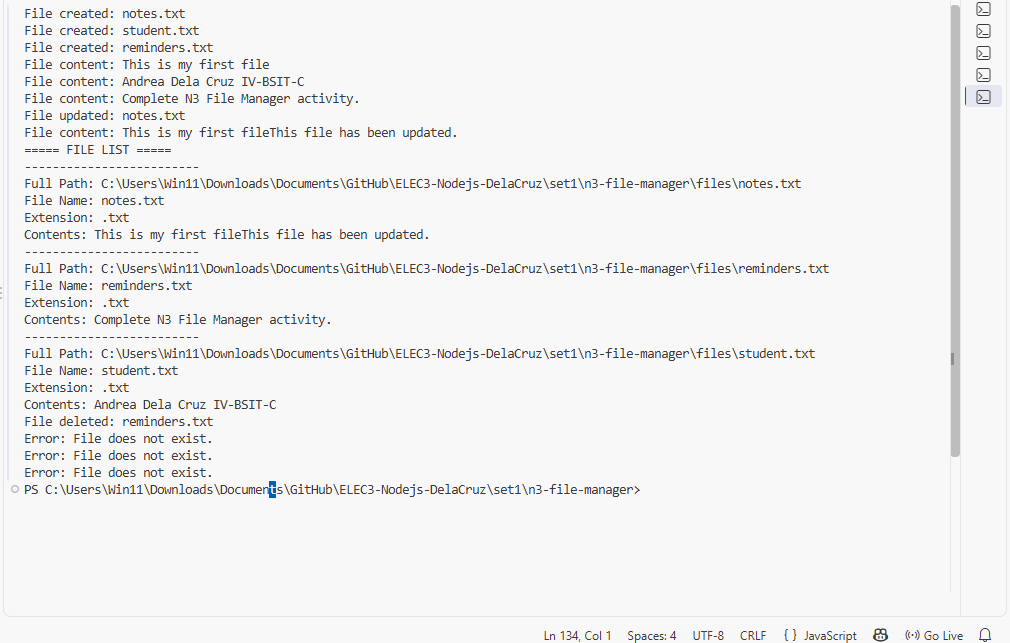 File created: notes.txt
File created: student.txt
File created: reminders.txt
File content: This is my first file
File content: Andrea Dela Cruz IV-BSIT-C
File content: Complete N3 File Manager activity.
File updated: notes.txt
File content: This is my first fileThis file has been updated.
===== FILE LIST =====
-------------------------
Full Path: C:\Users\Win11\Downloads\Documents\GitHub\ELEC3-Nodejs-DelaCruz\set1\n3-file-manager\files\notes.txt
File Name: notes.txt
Extension: .txt
Contents: This is my first fileThis file has been updated.
-------------------------
Full Path: C:\Users\Win11\Downloads\Documents\GitHub\ELEC3-Nodejs-DelaCruz\set1\n3-file-manager\files\reminders.txt
File Name: reminders.txt
Extension: .txt
Contents: Complete N3 File Manager activity.
-------------------------
Full Path: C:\Users\Win11\Downloads\Documents\GitHub\ELEC3-Nodejs-DelaCruz\set1\n3-file-manager\files\student.txt
File Name: student.txt
Extension: .txt
Contents: Andrea Dela Cruz IV-BSIT-C
File deleted: reminders.txt
Error: File does not exist.
Error: File does not exist.
Error: File does not exist.
PS C:\Users\Win11\Downloads\Documents\GitHub\ELEC3-Nodejs-DelaCruz\set1\n3-file-manager>
Ln 134, Col 1 Spaces: 4 UTF-8 CRLF { } JavaScript Go Live